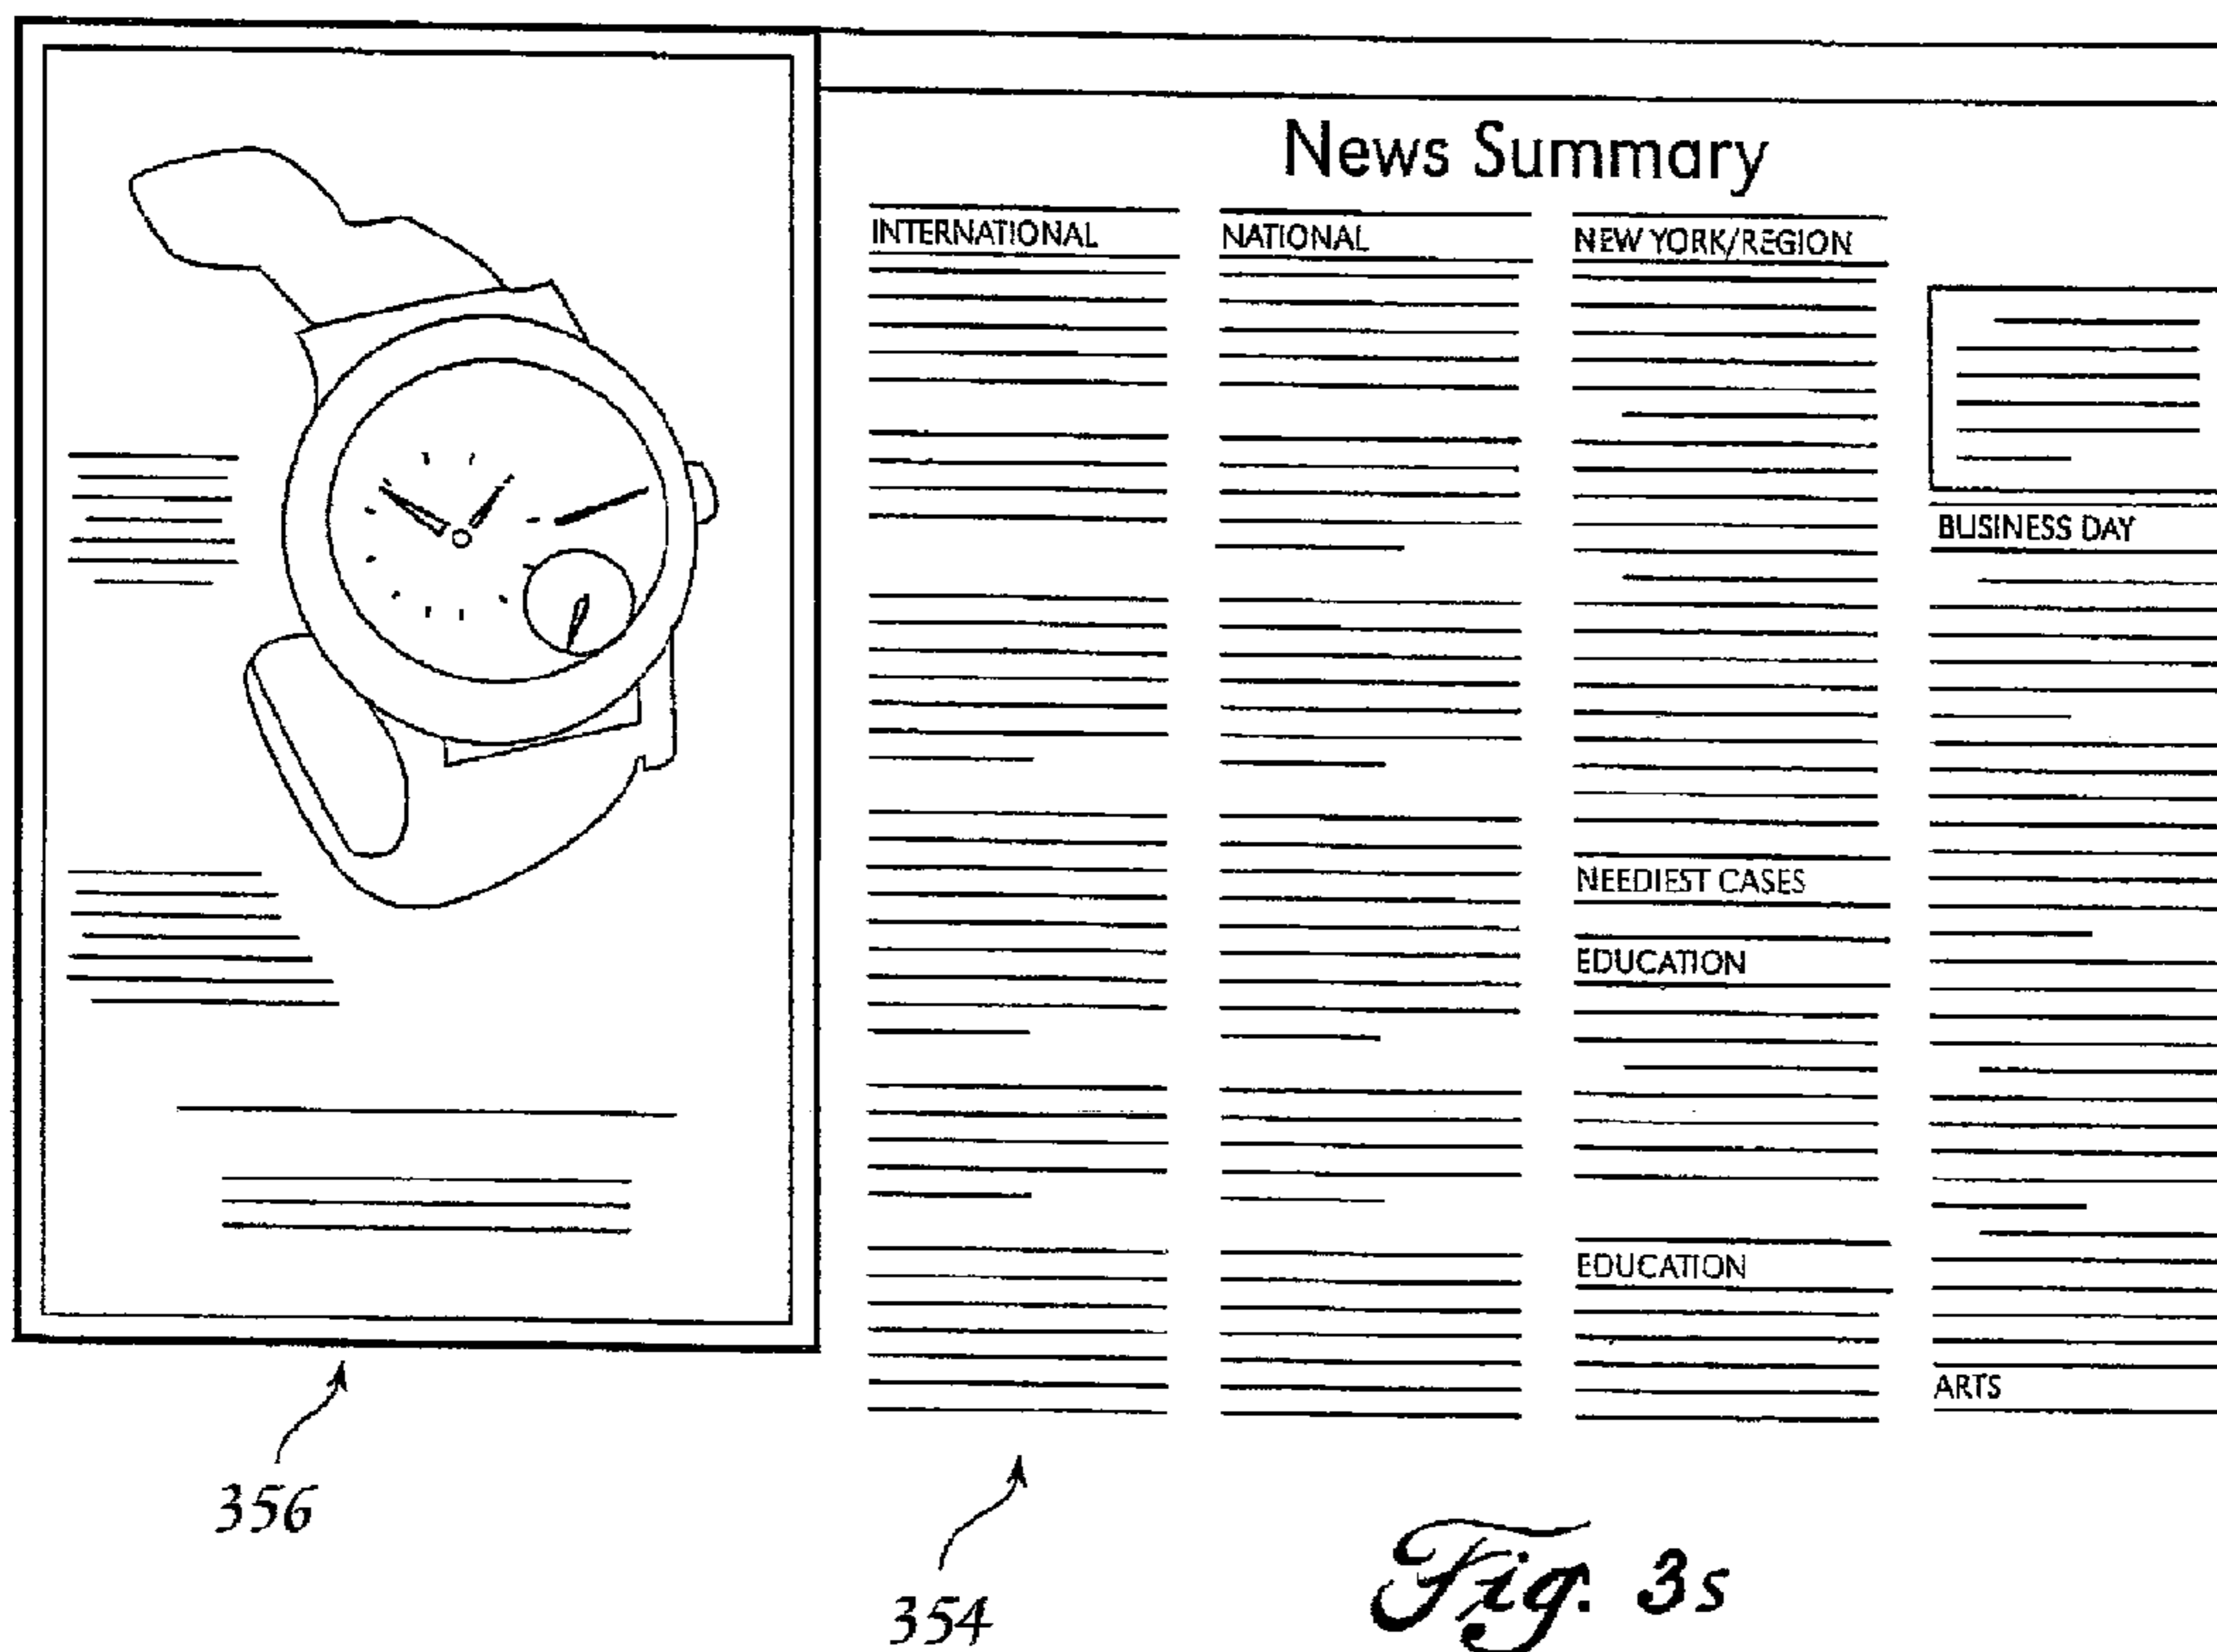 News Summary
INTERNATIONAL
NATIONAL
NEW YORK/REGION
NEEDIEST CASES
EDUCATION
EDUCATION
BUSINESS DAY
ARTS
356
354
Fig. 3s